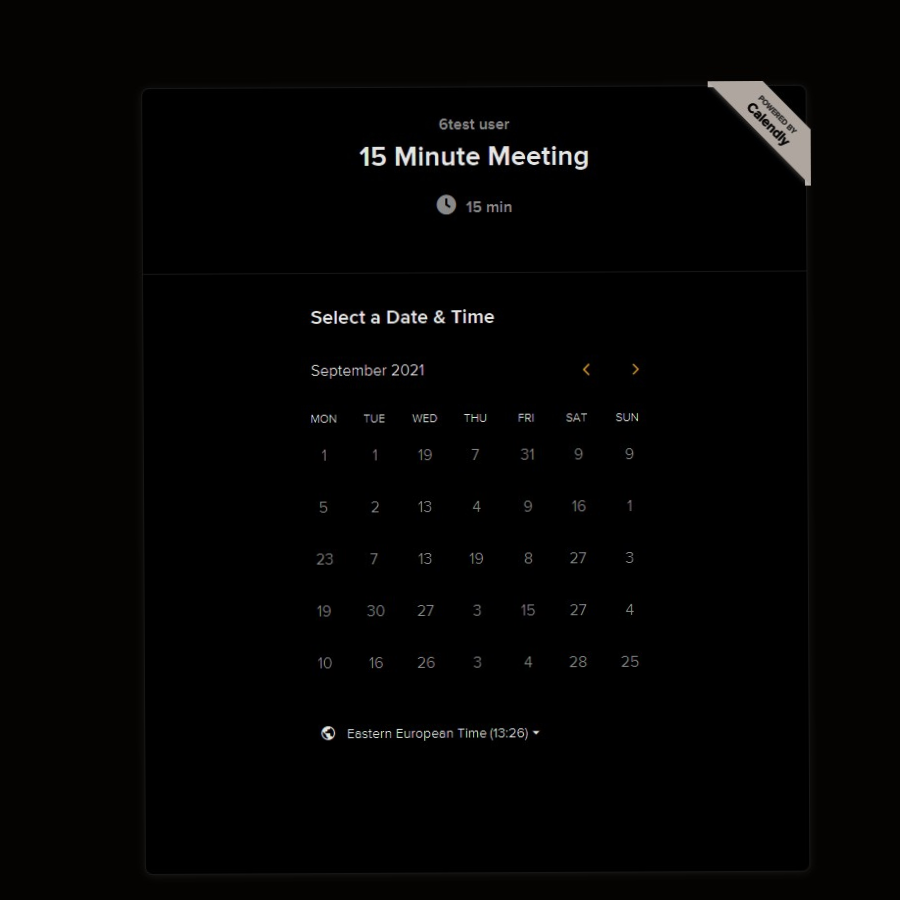 POWERED BY
Calendly
6test user
15 Minute Meeting
15 min
Select a Date & Time
September 2021
MON TUE WED THU FRI SAT SUN
1 1 19 7 31 9 9
5 2 13 4 9 16 1
23 7 13 19 8 27 3
19 30 27 3 15 27 4
10 16 26 3 4 28 25
Eastern European Time (13:26)